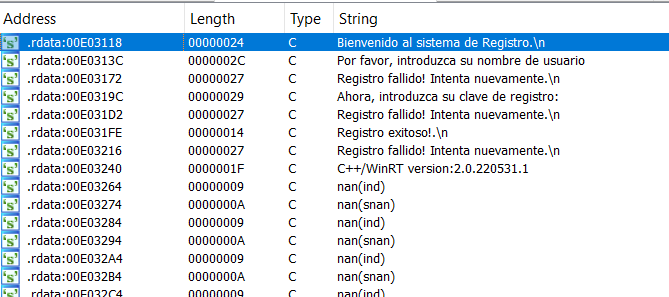 Address Length Type String
.rdata:00E03118 00000024 C Bienvenido al sistema de Registro.\n
.rdata:00E0313C 0000002C C Por favor, introduzca su nombre de usuario
.rdata:00E03172 00000027 C Registro fallido! Intenta nuevamente.\n
.rdata:00E0319C 00000029 C Ahora, introduzca su clave de registro:
.rdata:00E031D2 00000027 C Registro fallido! Intenta nuevamente.\n
.rdata:00E031FE 00000014 C Registro exitoso!.\n
.rdata:00E03216 00000027 C Registro fallido! Intenta nuevamente.\n
.rdata:00E03240 0000001F C C++/WinRT version:2.0.220531.1
.rdata:00E03264 00000009 C nan(ind)
.rdata:00E03274 0000000A C nan(snan)
.rdata:00E03284 00000009 C nan(ind)
.rdata:00E03294 0000000A C nan(snan)
.rdata:00E032A4 00000009 C nan(ind)
.rdata:00E032B4 0000000A C nan(snan)
.rdata:00E032C4 00000009 C nan(ind)